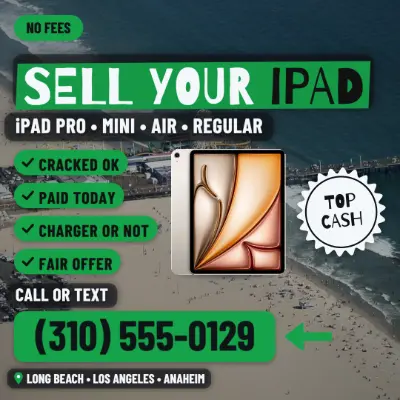 NO FEES
SELL YOUR IPAD
iPAD PRO • MINI • AIR • REGULAR
✓ CRACKED OK
✓ PAID TODAY
✓ CHARGER OR NOT
✓ FAIR OFFER
TOP
CASH
CALL OR TEXT
(310) 555-0129
LONG BEACH • LOS ANGELES • ANAHEIM